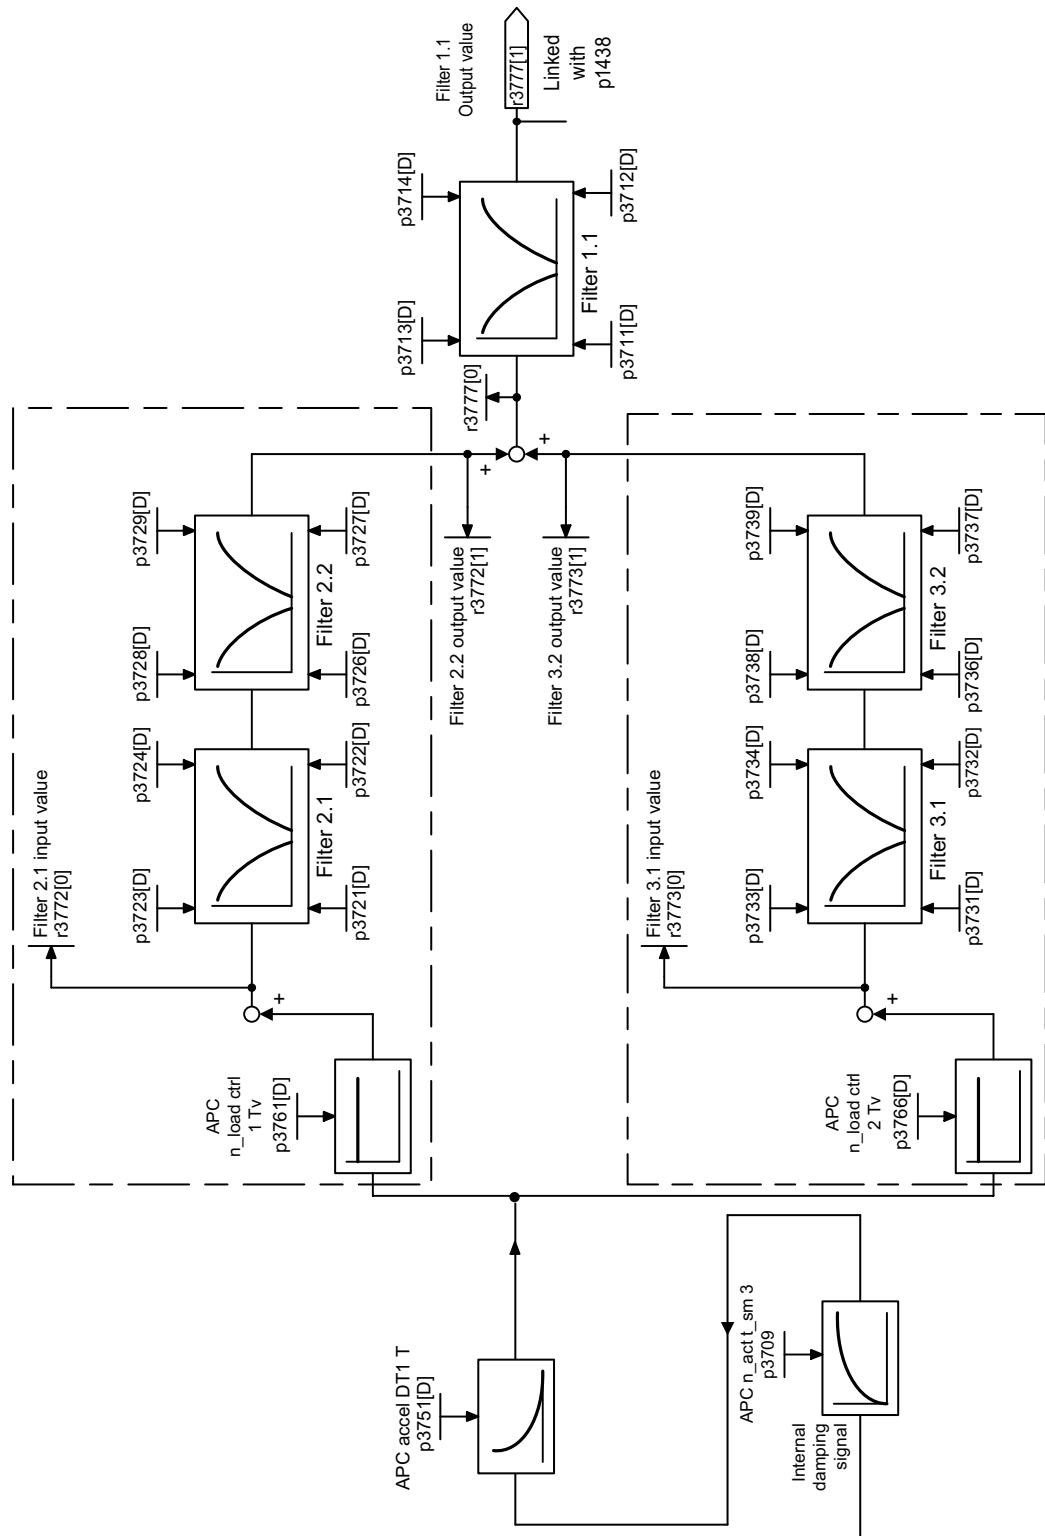 Internal
damping
signal
APC n_act t_sm 3
p3709
APC accel DT1 T
p3751[D]
APC
n_load ctrl
1 Tv
p3761[D]
+
Filter 2.1 input value
r3772[0]
p3723[D]
p3724[D]
p3721[D]
p3722[D]
Filter 2.1
p3728[D]
p3729[D]
p3726[D]
p3727[D]
Filter 2.2
Filter 2.2 output value
r3772[1]
+
APC
n_load ctrl
2 Tv
p3766[D]
+
Filter 3.1 input value
r3773[0]
p3733[D]
p3734[D]
p3731[D]
p3732[D]
Filter 3.1
p3738[D]
p3739[D]
p3736[D]
p3737[D]
Filter 3.2
Filter 3.2 output value
r3773[1]
+
r3777[0]
p3713[D]
p3714[D]
p3711[D]
p3712[D]
Filter 1.1
Filter 1.1
Output value
r3777[1]
Linked
with
p1438